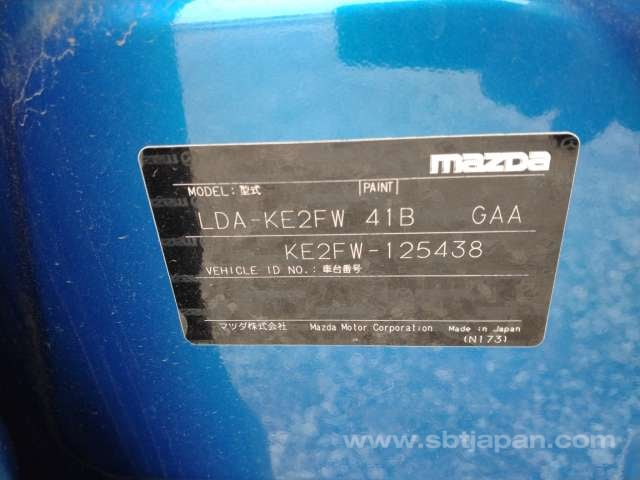 mazda
MODEL: 型式 PAINT
LDA-KE2FW 41B GAA
KE2FW-125438
VEHICLE ID NO.: 車台番号
マツダ株式会社 Mazda Motor Corporation Made in Japan
(N173)
www.sbtjapan.com